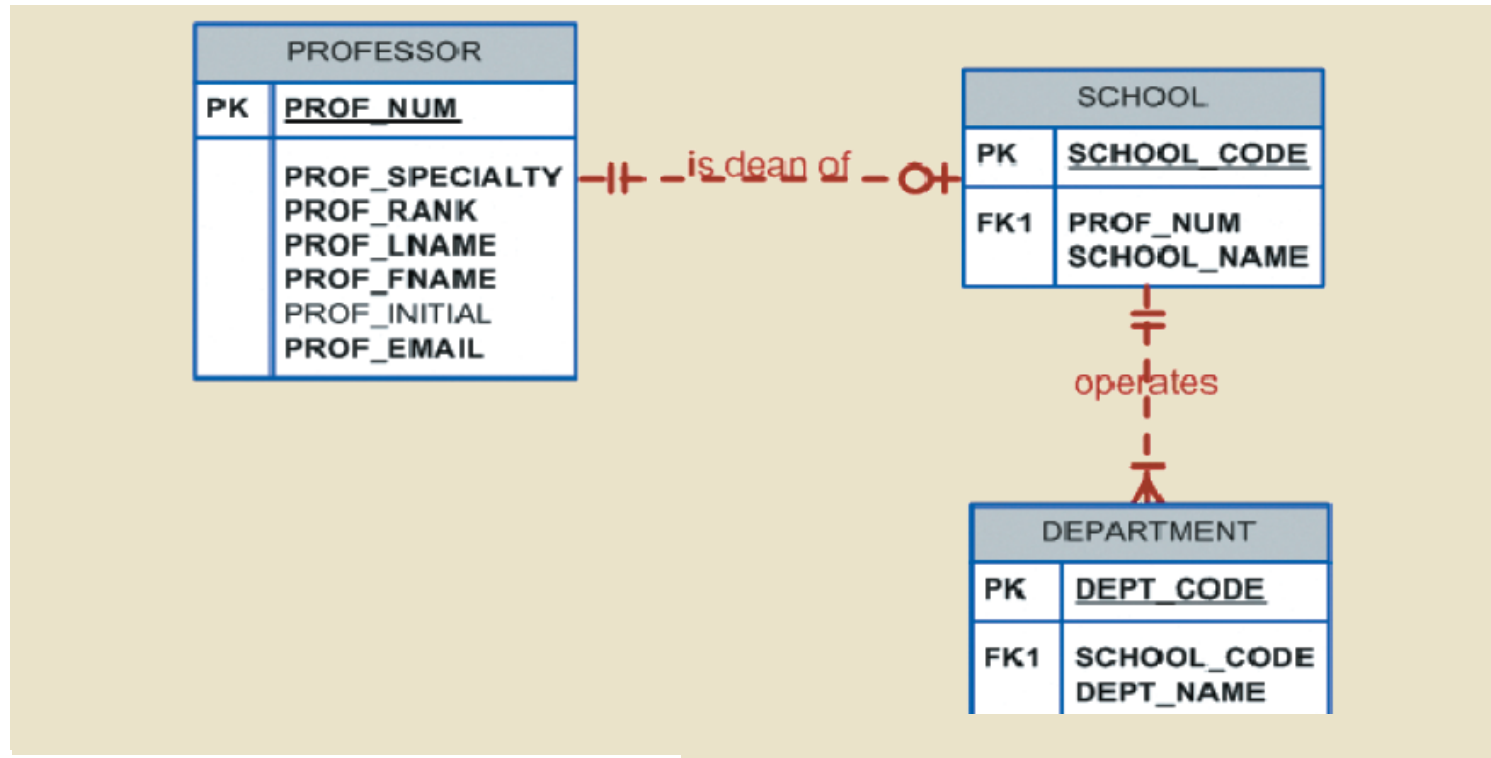 PROFESSOR
PK PROF_NUM
PROF_SPECIALTY
PROF_RANK
PROF_LNAME
PROF_FNAME
PROF_INITIAL
PROF_EMAIL
is dean of
SCHOOL
PK SCHOOL_CODE
FK1 PROF_NUM
SCHOOL_NAME
operates
DEPARTMENT
PK DEPT_CODE
FK1 SCHOOL_CODE
DEPT_NAME